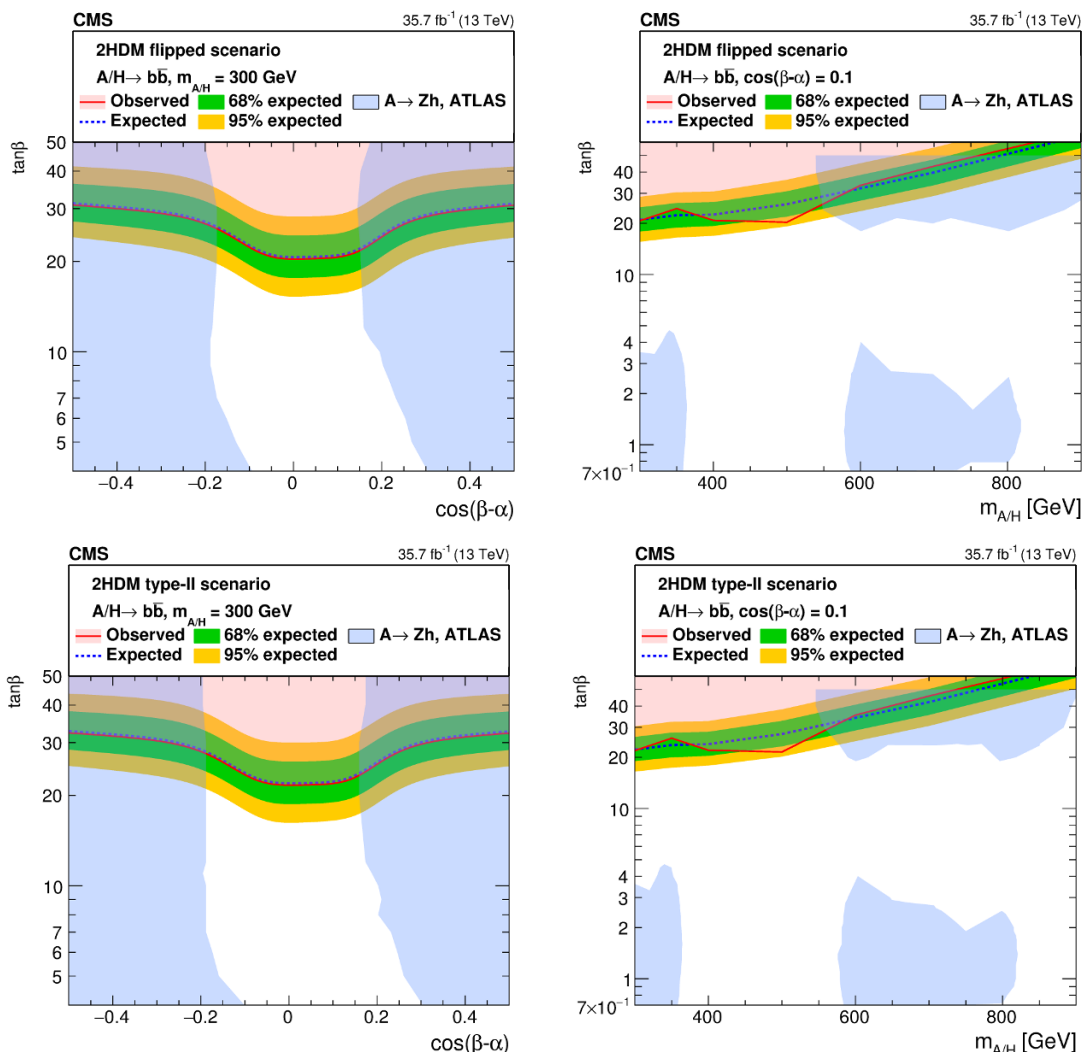 CMS 35.7 fb⁻¹ (13 TeV)
2HDM flipped scenario
A/H→ bb̅, m_A/H = 300 GeV
Observed 68% expected A→ Zh, ATLAS
Expected 95% expected
tanβ
50
40
30
20
10
7
6
5
−0.4 −0.2 0 0.2 0.4
cos(β-α)
CMS 35.7 fb⁻¹ (13 TeV)
2HDM flipped scenario
A/H→ bb̅, cos(β-α) = 0.1
Observed 68% expected A→ Zh, ATLAS
Expected 95% expected
tanβ
40
30
20
10
4
3
2
1
7×10⁻¹
400 600 800
m_A/H [GeV]
CMS 35.7 fb⁻¹ (13 TeV)
2HDM type-II scenario
A/H→ bb̅, m_A/H = 300 GeV
Observed 68% expected A→ Zh, ATLAS
Expected 95% expected
tanβ
50
40
30
20
10
7
6
5
−0.4 −0.2 0 0.2 0.4
cos(β-α)
CMS 35.7 fb⁻¹ (13 TeV)
2HDM type-II scenario
A/H→ bb̅, cos(β-α) = 0.1
Observed 68% expected A→ Zh, ATLAS
Expected 95% expected
tanβ
40
30
20
10
4
3
2
1
7×10⁻¹
400 600 800
m_A/H [GeV]